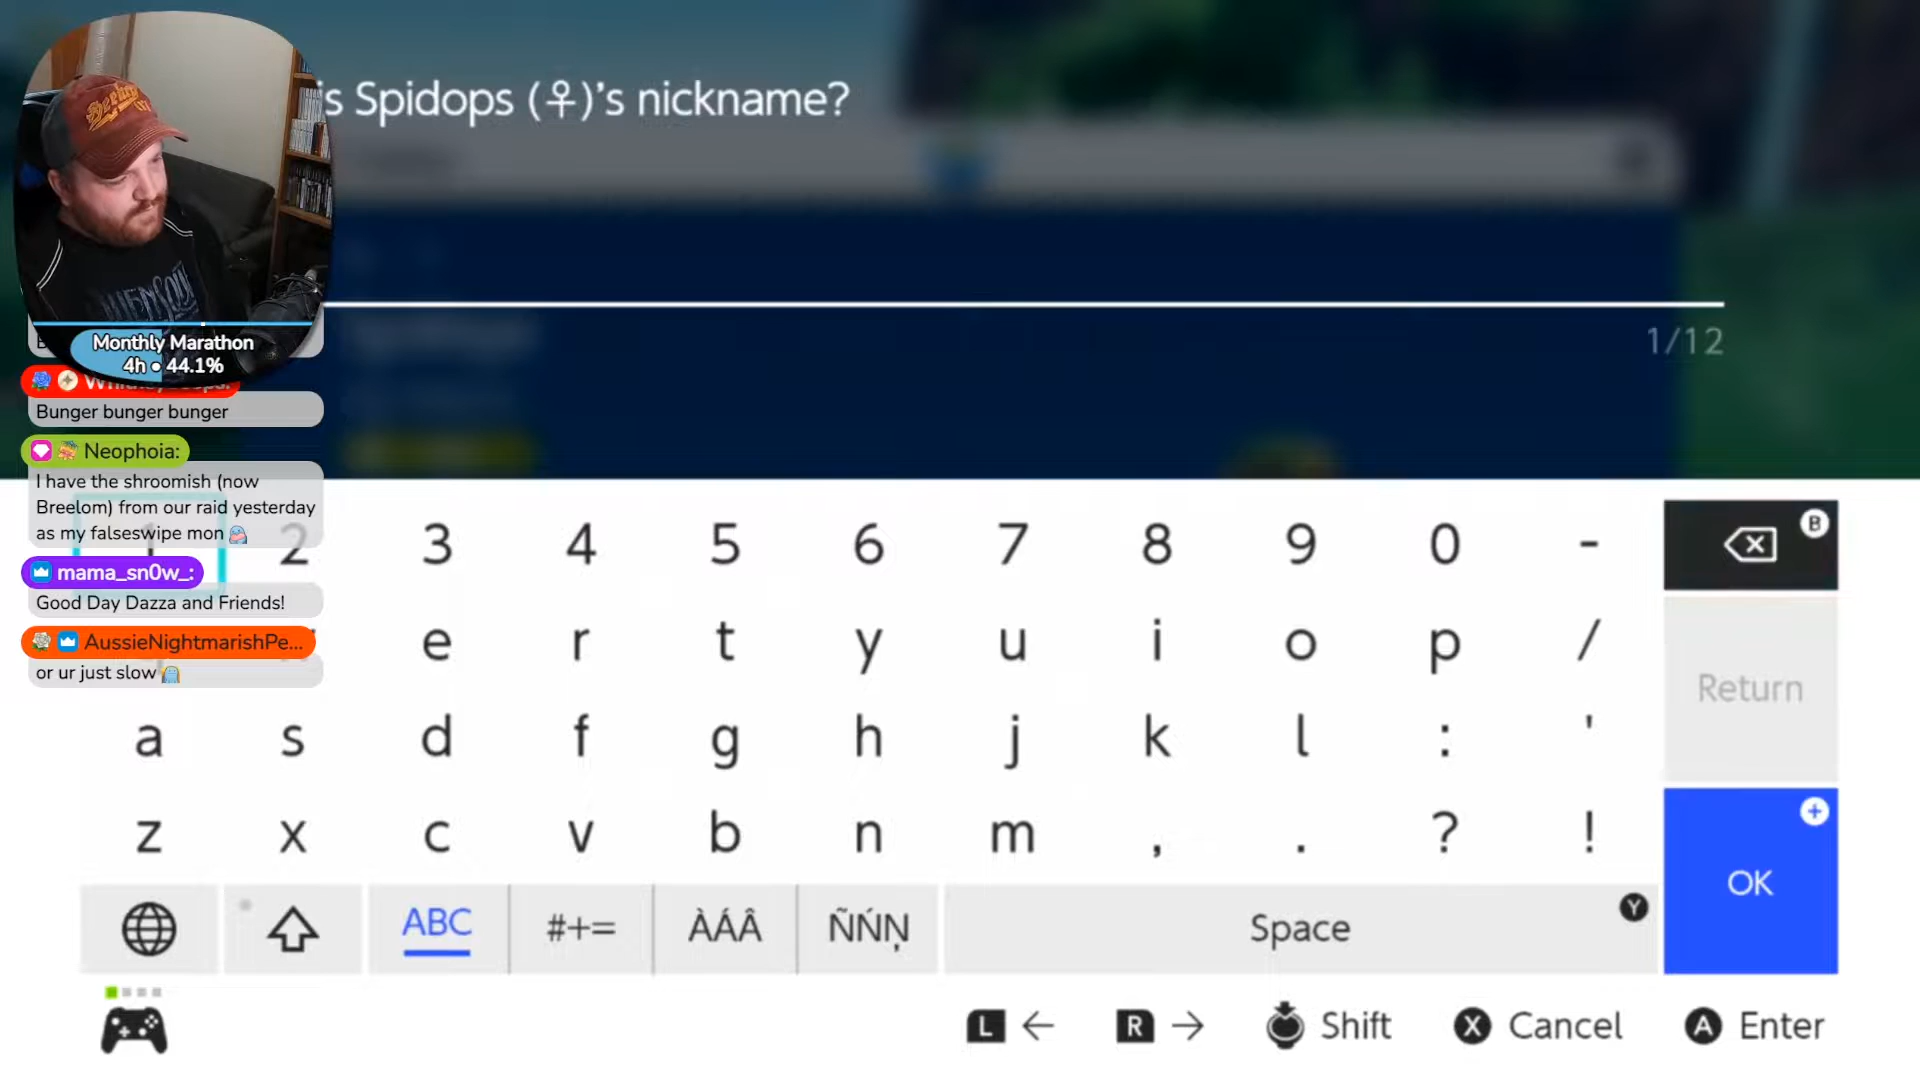 is Spidops (♀)’s nickname?
1/12
Monthly Marathon
4h • 44.1%
Bunger bunger bunger
Neophoia:
I have the shroomish (now
Breelom) from our raid yesterday
as my falseswipe mon
mama_sn0w_:
Good Day Dazza and Friends!
AussieNightmarishPe...
or ur just slow
1 2 3 4 5 6 7 8 9 0 - B
e r t y u i o p /
Return
a s d f g h j k l : '
z x c v b n m , . ? !
+
OK
ABC #+= ÀÁÂ ÑŃŅ Space Y
L ← R → Shift X Cancel A Enter